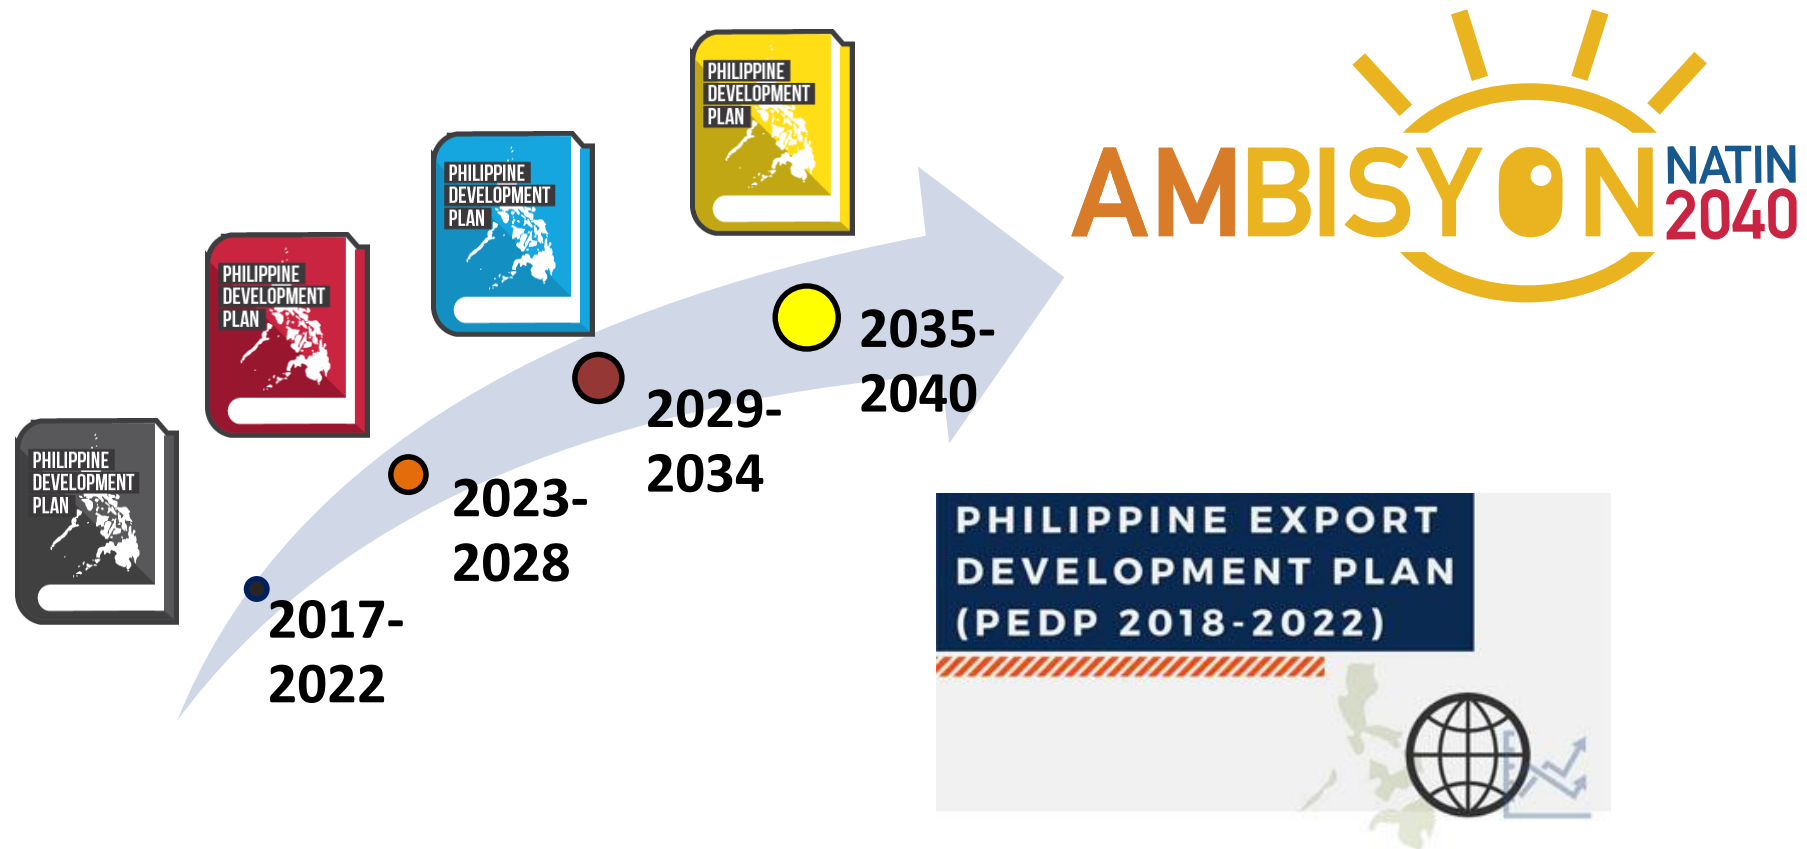 PHILIPPINE
DEVELOPMENT
PLAN
2017-
2022
PHILIPPINE
DEVELOPMENT
PLAN
2023-
2028
PHILIPPINE
DEVELOPMENT
PLAN
2029-
2034
PHILIPPINE
DEVELOPMENT
PLAN
2035-
2040
AMBISYON NATIN
2040
PHILIPPINE EXPORT
DEVELOPMENT PLAN
(PEDP 2018-2022)